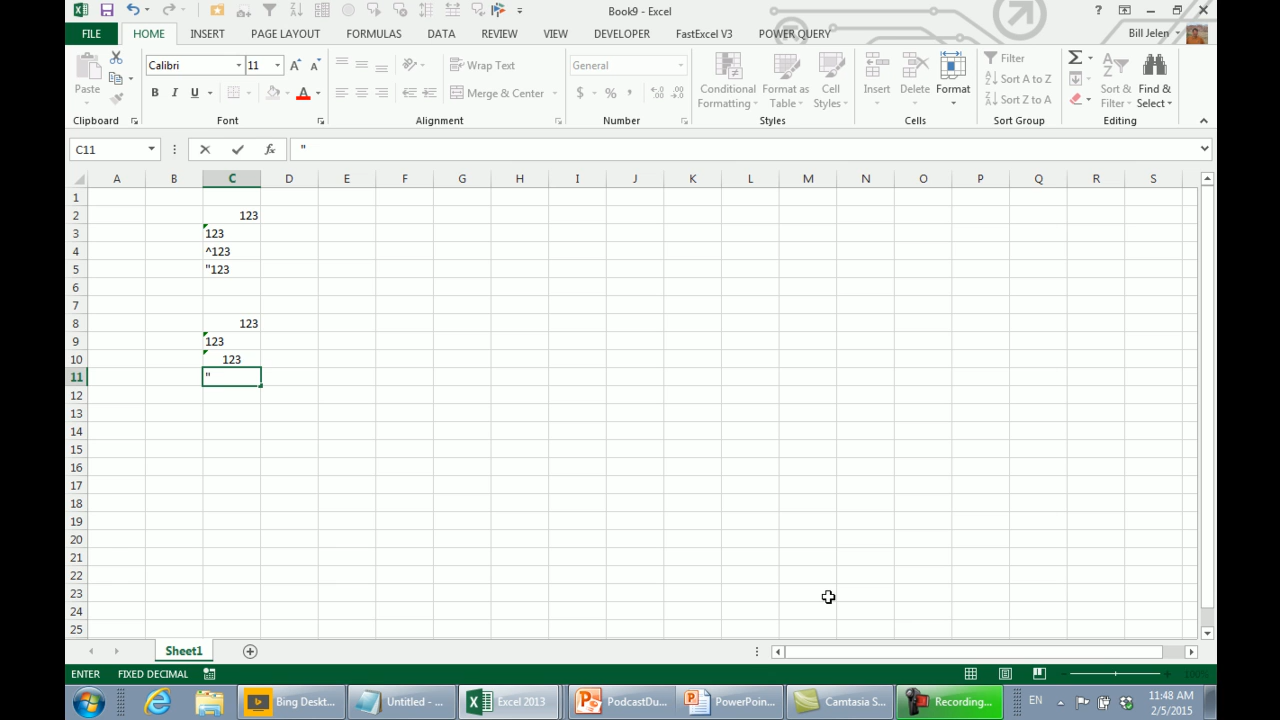 Book9 - Excel
?
FILE HOME INSERT PAGE LAYOUT FORMULAS DATA REVIEW VIEW DEVELOPER FastExcel V3 POWER QUERY Bill Jelen
Paste
Clipboard
Calibri 11
B I U
Font
Wrap Text
Merge & Center
Alignment
General
$ % ,
Number
Conditional Formatting
Format as Table
Cell Styles
Styles
Insert Delete Format
Cells
Filter
Sort A to Z
Sort Z to A
Sort Group
Sort & Filter
Find & Select
Editing
C11 fx "
A B C D E F G H I J K L M N O P Q R S
1
2 123
3 123
4 ^123
5 "123
6
7
8 123
9 123
10 123
11 "
12
13
14
15
16
17
18
19
20
21
22
23
24
25
Sheet1
ENTER FIXED DECIMAL 100%
Bing Deskt... Untitled - ... Excel 2013 PodcastDu... PowerPoin... Camtasia S... Recording... EN 11:48 AM
2/5/2015